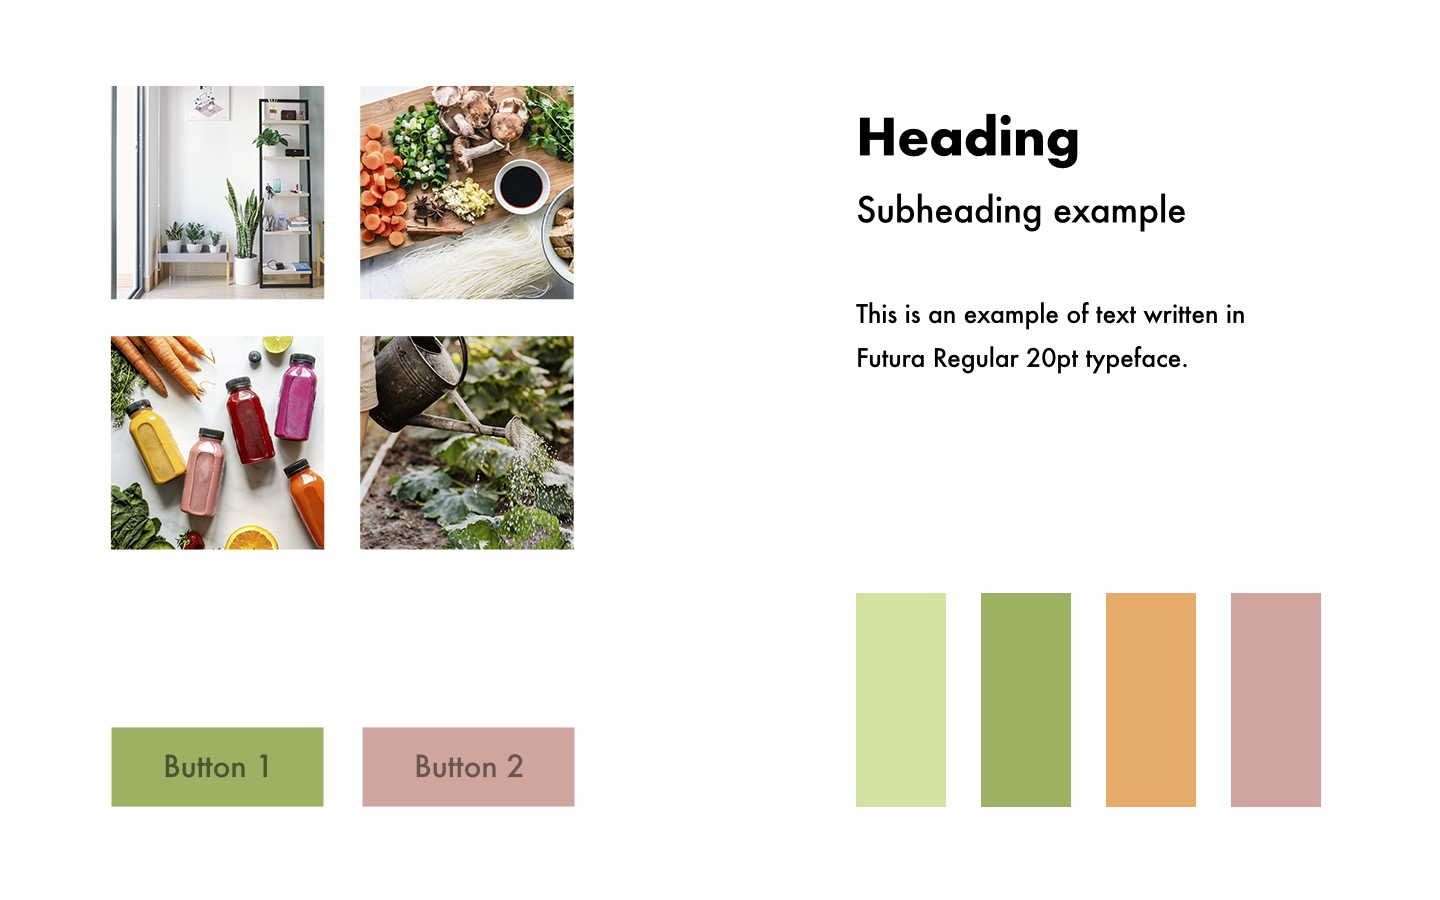 Heading
Subheading example
This is an example of text written in
Futura Regular 20pt typeface.
Button 1
Button 2